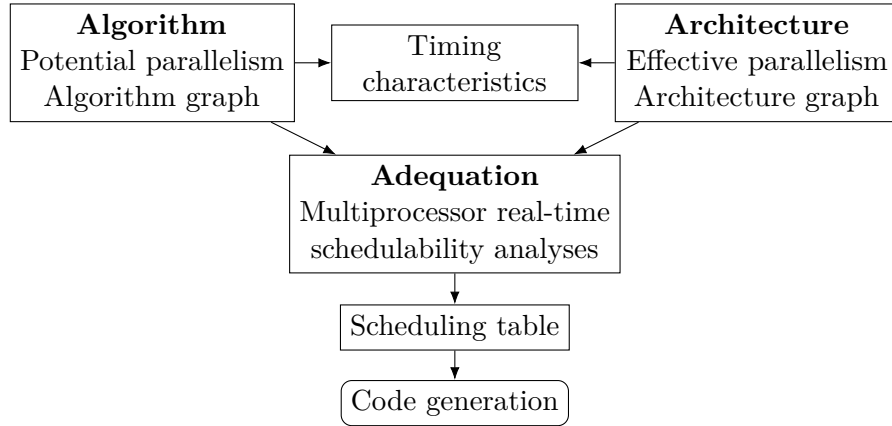 Algorithm
Potential parallelism
Algorithm graph
Timing
characteristics
Architecture
Effective parallelism
Architecture graph
Adequation
Multiprocessor real-time
schedulability analyses
Scheduling table
Code generation